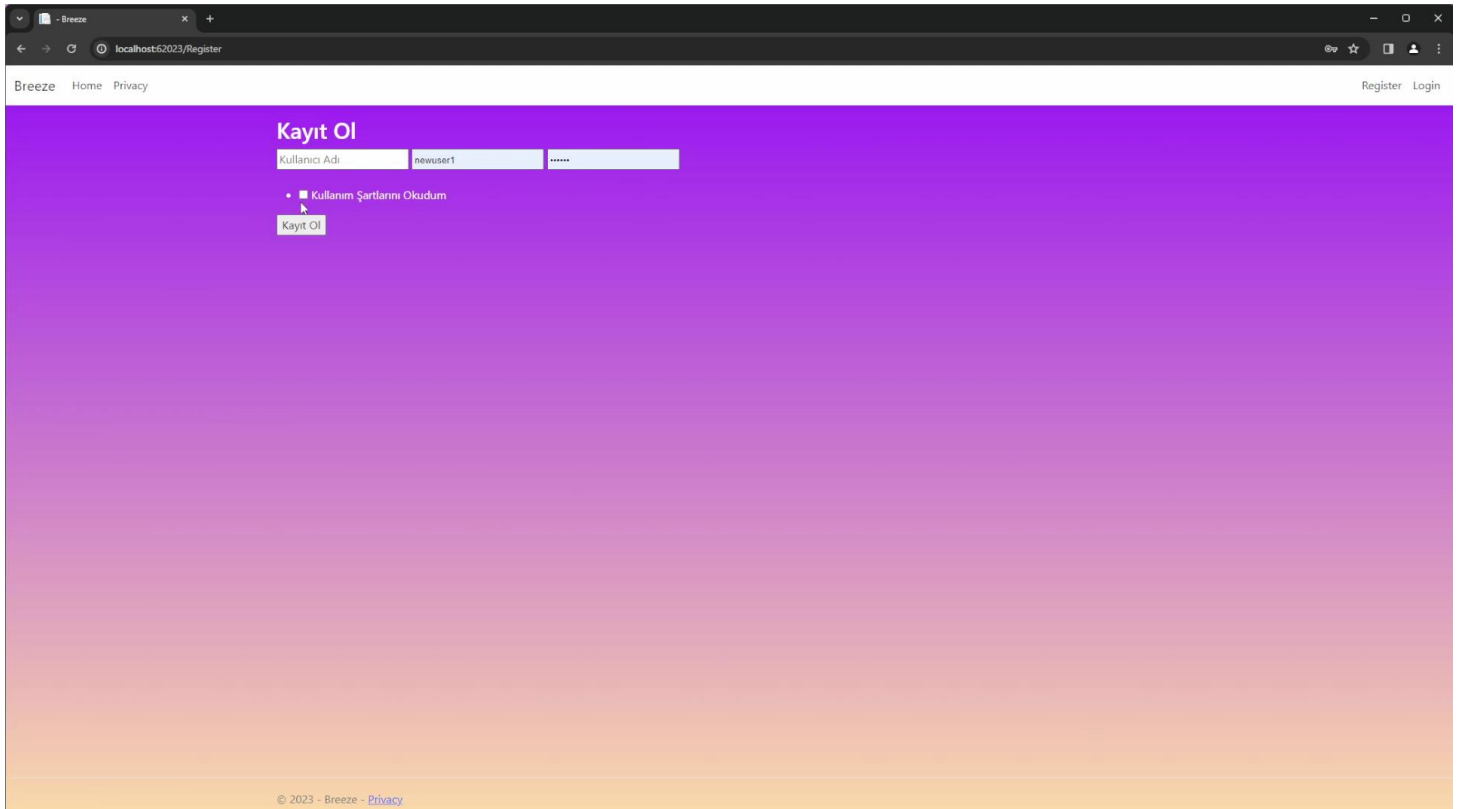 - Breeze
localhost:62023/Register
Breeze Home Privacy Register Login
Kayıt Ol
Kullanıcı Adı newuser1 ••••••
Kullanım Şartlarını Okudum
Kayıt Ol
© 2023 - Breeze - Privacy